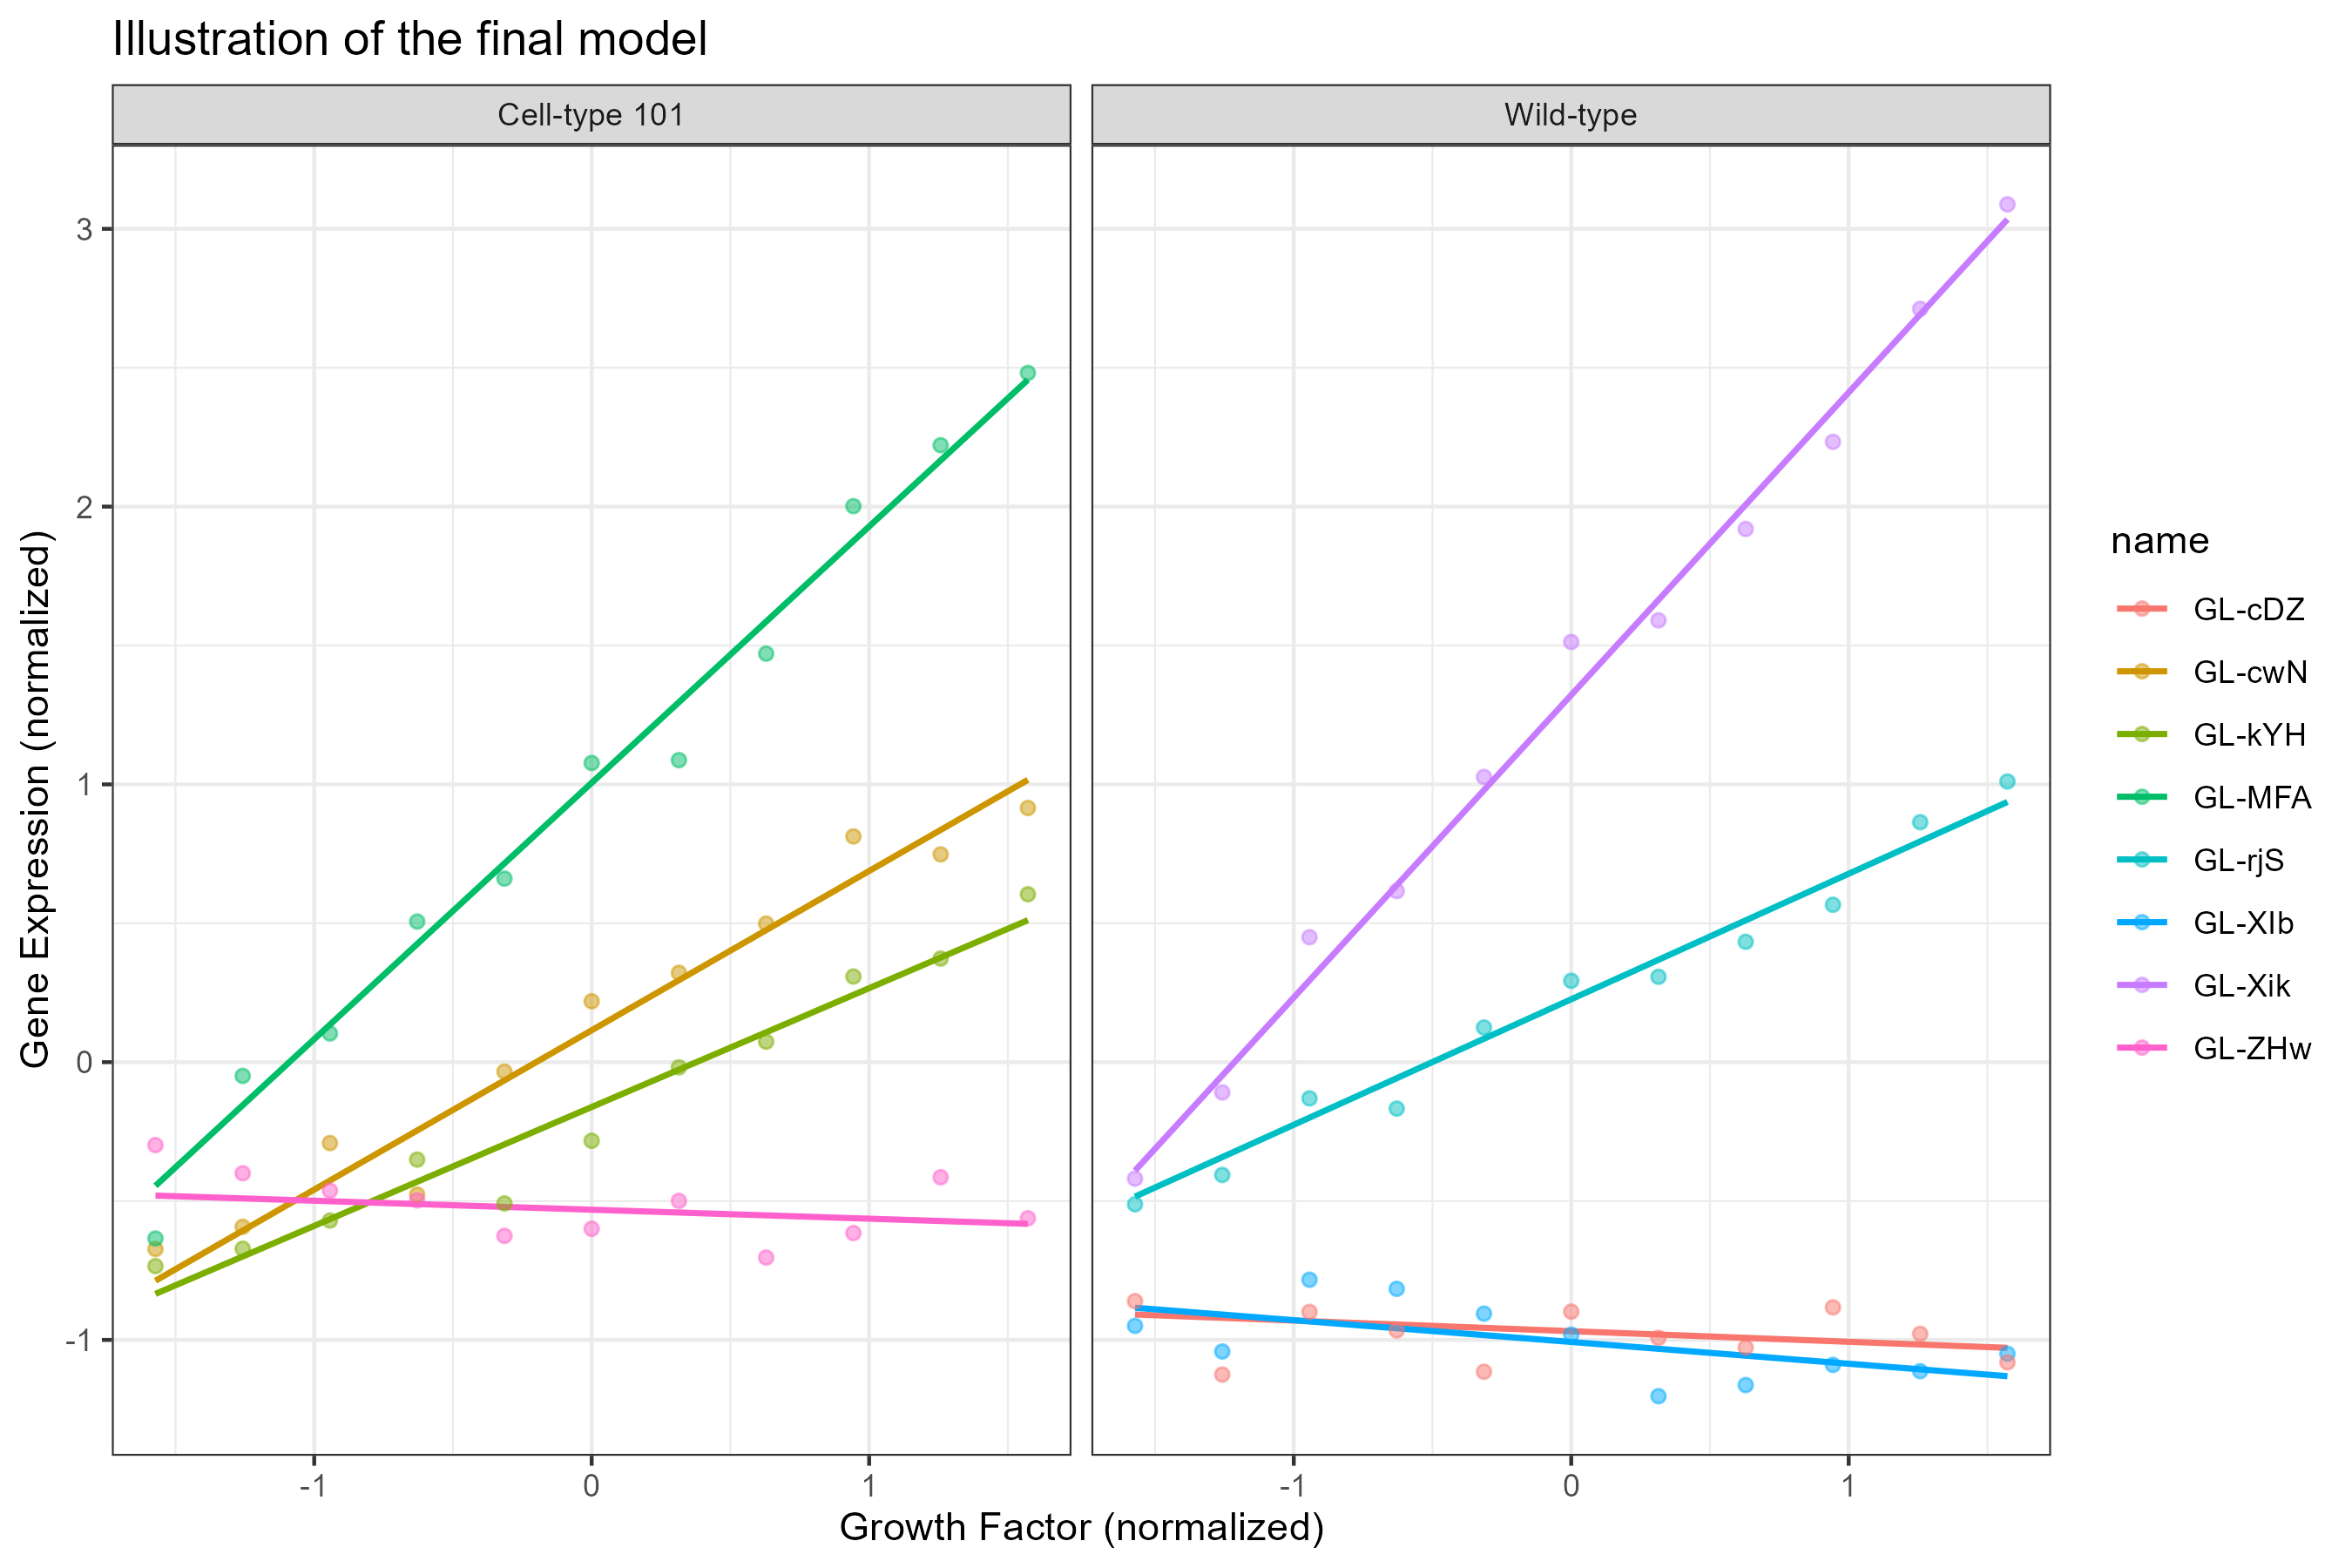 Illustration of the final model
Cell-type 101
Wild-type
Gene Expression (normalized)
3
2
1
0
-1
-1
0
1
-1
0
1
Growth Factor (normalized)
name
GL-cDZ
GL-cwN
GL-kYH
GL-MFA
GL-rjS
GL-XIb
GL-Xik
GL-ZHw